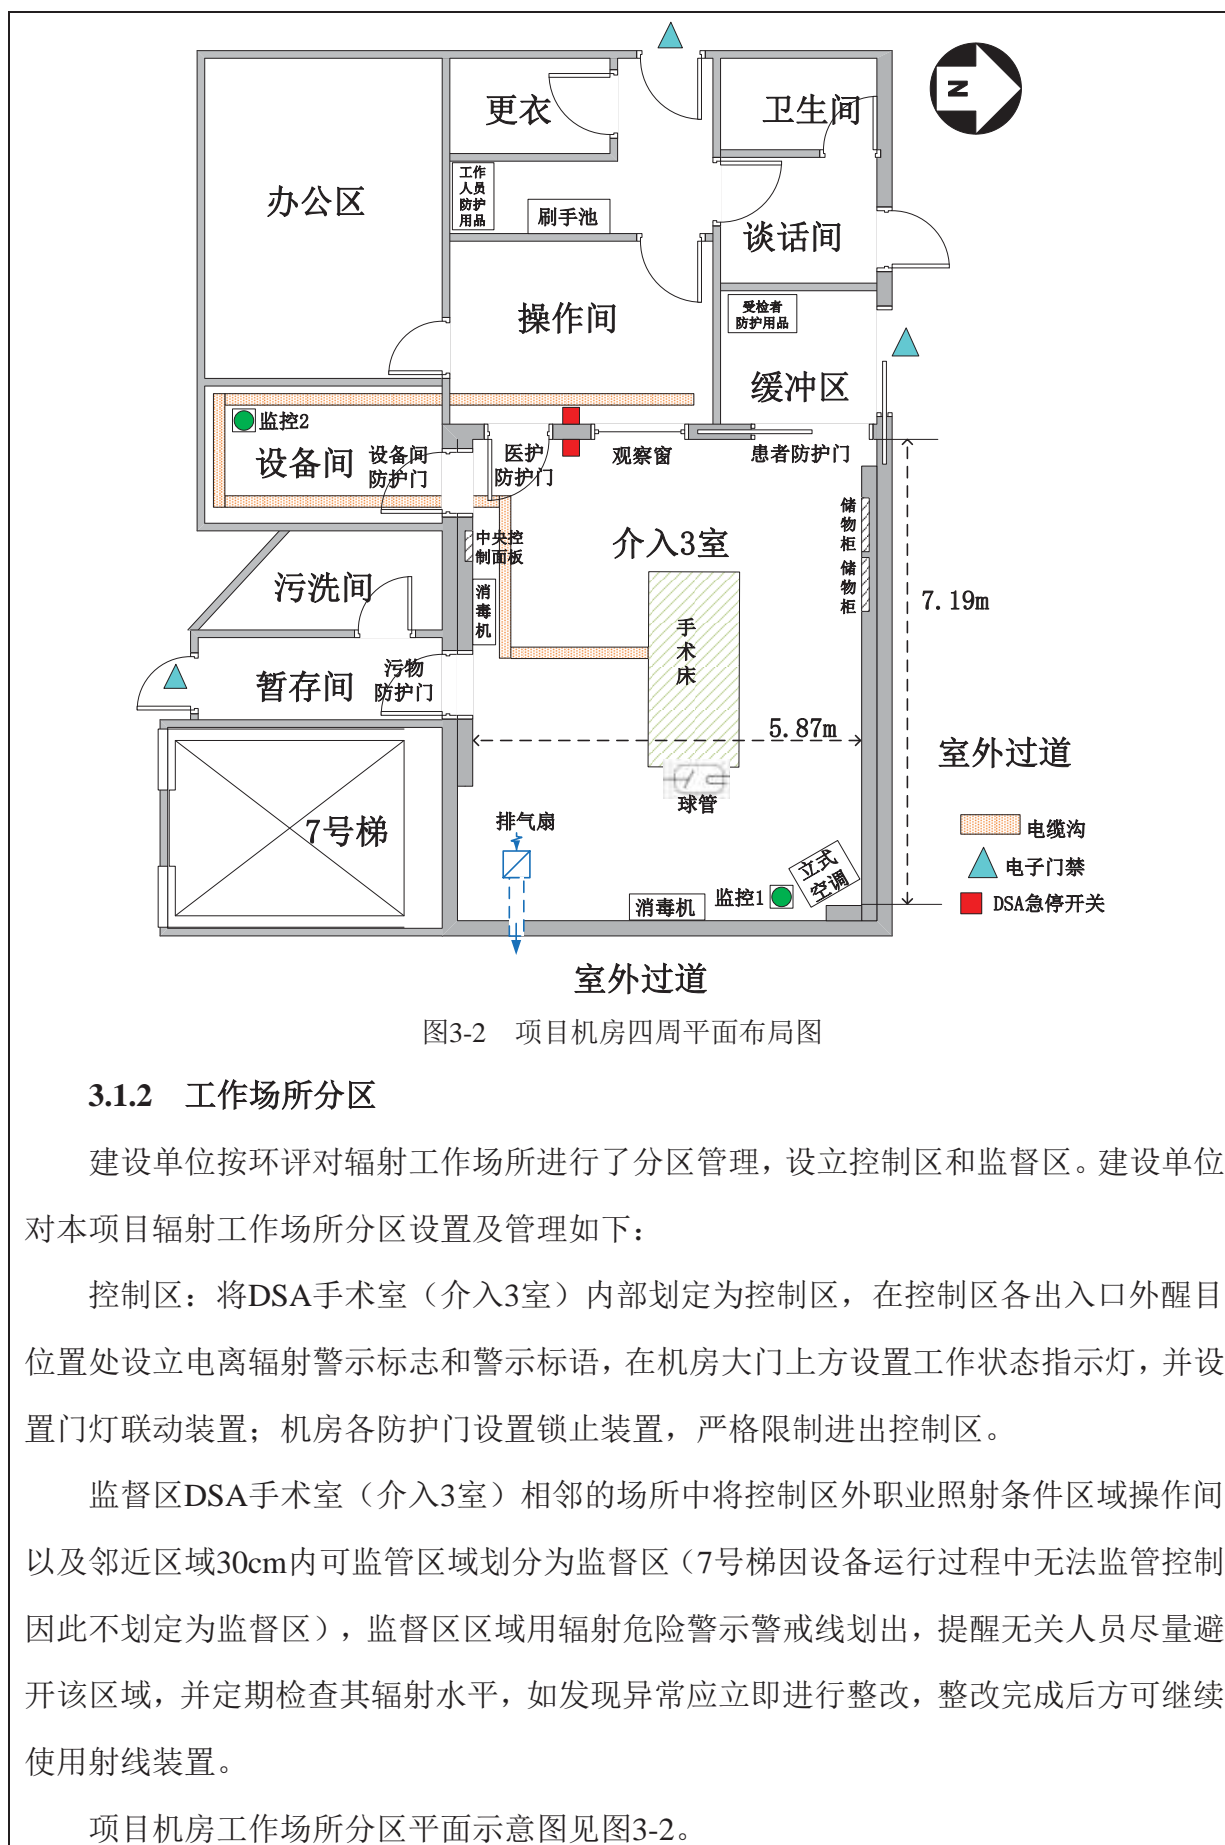 更衣
卫生间
N
工作
人员
防护
用品
办公区
刷手池
谈话间
操作间
受检者
防护用品
缓冲区
监控2
设备间
设备间
防护门
医护
防护门
观察窗
患者防护门
储物柜
中央控
制面板
介入3室
储物柜
污洗间
消毒机
7.19m
手术床
污物
防护门
暂存间
5.87m
室外过道
球管
排气扇
7号梯
电缆沟
立式
空调
电子门禁
消毒机
监控1
DSA急停开关
室外过道
图3-2 项目机房四周平面布局图
3.1.2 工作场所分区
建设单位按环评对辐射工作场所进行了分区管理，设立控制区和监督区。建设单位
对本项目辐射工作场所分区设置及管理如下：
控制区：将DSA手术室（介入3室）内部划定为控制区，在控制区各出入口外醒目
位置处设立电离辐射警示标志和警示标语，在机房大门上方设置工作状态指示灯，并设
置门灯联动装置；机房各防护门设置锁止装置，严格限制进出控制区。
监督区DSA手术室（介入3室）相邻的场所中将控制区外职业照射条件区域操作间
以及邻近区域30cm内可监管区域划分为监督区（7号梯因设备运行过程中无法监管控制
因此不划定为监督区），监督区区域用辐射危险警示警戒线划出，提醒无关人员尽量避
开该区域，并定期检查其辐射水平，如发现异常应立即进行整改，整改完成后方可继续
使用射线装置。
项目机房工作场所分区平面示意图见图3-2。